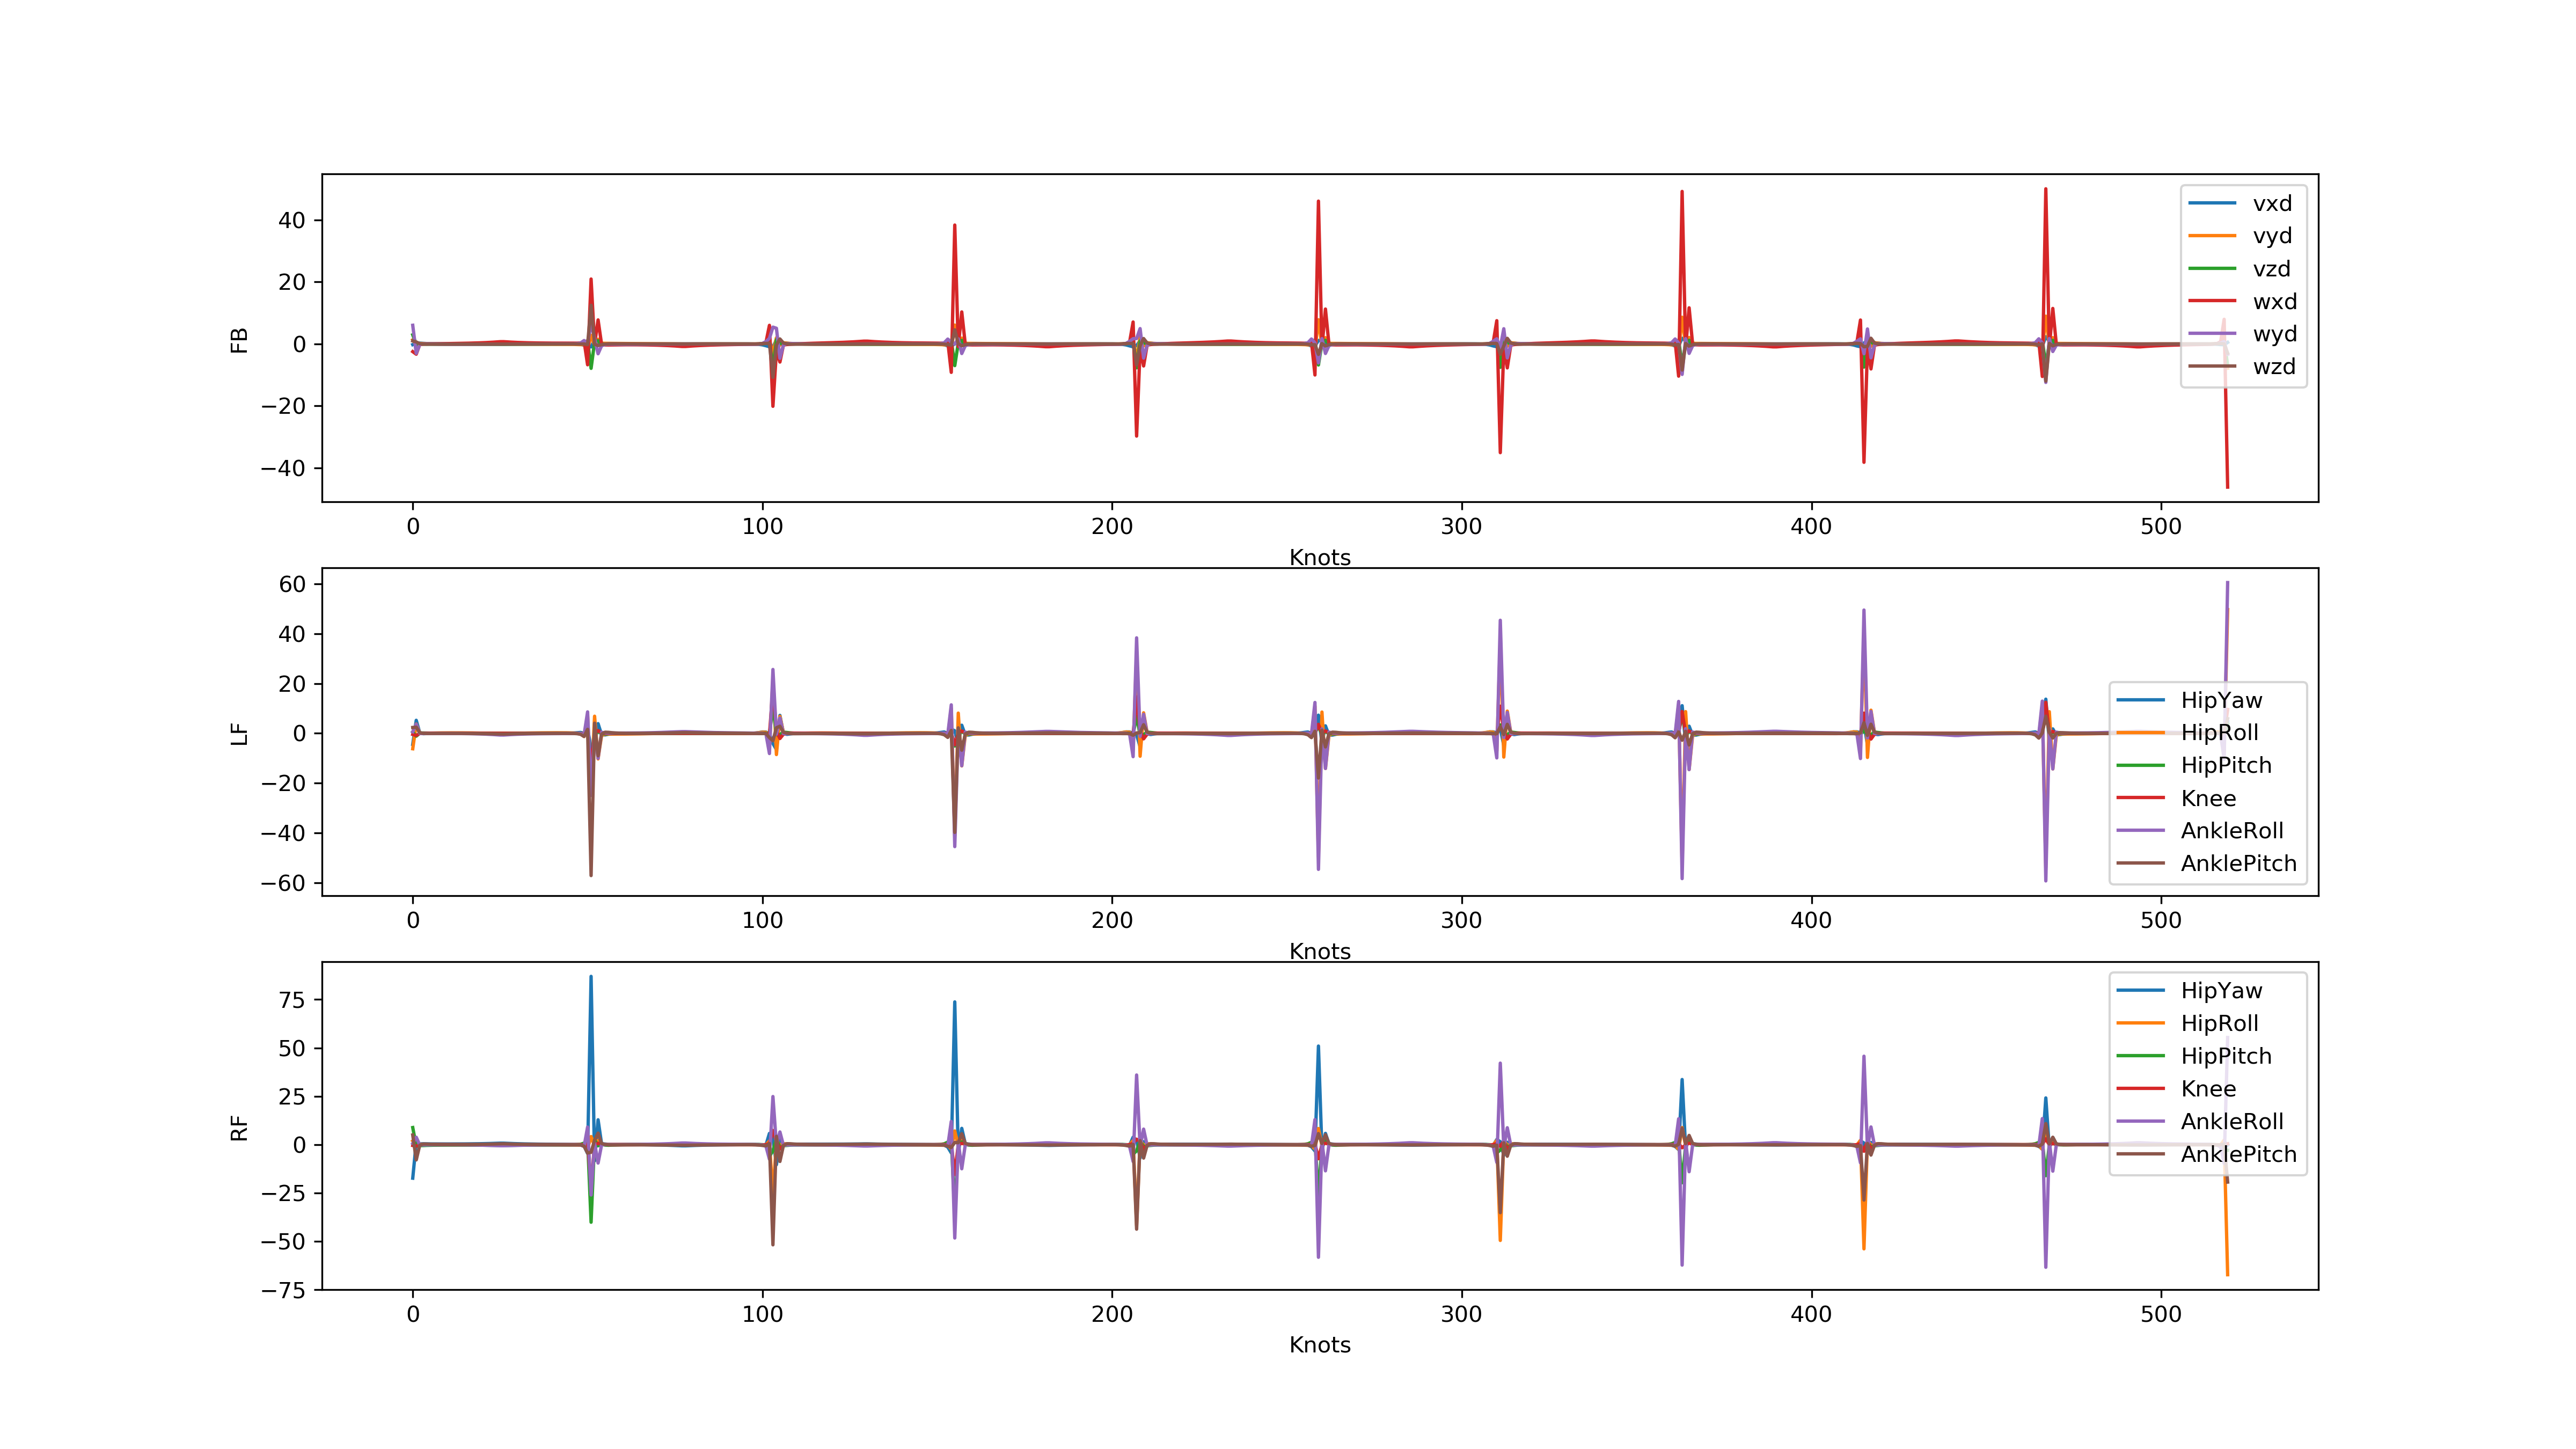 40
20
0
−20
−40
FB
vxd
vyd
vzd
wxd
wyd
wzd
0 100 200 300 400 500
Knots
60
40
20
0
−20
−40
−60
LF
HipYaw
HipRoll
HipPitch
Knee
AnkleRoll
AnklePitch
0 100 200 300 400 500
Knots
75
50
25
0
−25
−50
−75
RF
HipYaw
HipRoll
HipPitch
Knee
AnkleRoll
AnklePitch
0 100 200 300 400 500
Knots